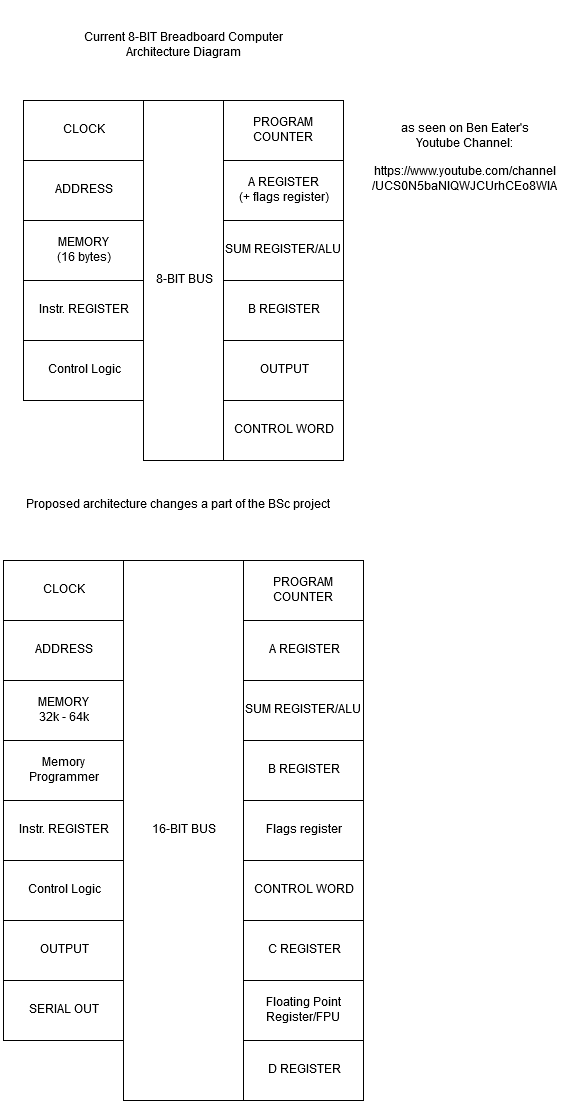 Current 8-BIT Breadboard Computer
Architecture Diagram
CLOCK
PROGRAM
COUNTER
as seen on Ben Eater's
Youtube Channel:
https://www.youtube.com/channel
/UCS0N5baNlQWJCUrhCEo8WlA
ADDRESS
A REGISTER
(+ flags register)
MEMORY
(16 bytes)
SUM REGISTER/ALU
8-BIT BUS
Instr. REGISTER
B REGISTER
Control Logic
OUTPUT
CONTROL WORD
Proposed architecture changes a part of the BSc project
CLOCK
PROGRAM
COUNTER
ADDRESS
A REGISTER
MEMORY
32k - 64k
SUM REGISTER/ALU
Memory
Programmer
B REGISTER
Instr. REGISTER
16-BIT BUS
Flags register
Control Logic
CONTROL WORD
OUTPUT
C REGISTER
SERIAL OUT
Floating Point
Register/FPU
D REGISTER